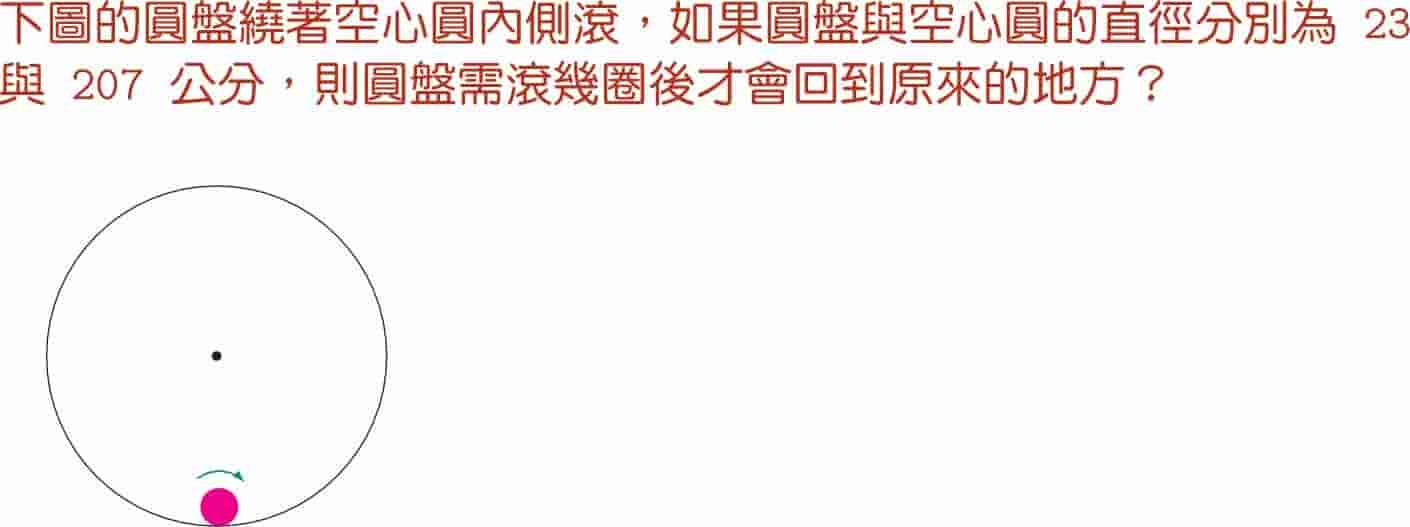 下圖的圓盤繞著空心圓內側滾，如果圓盤與空心圓的直徑分別為 23
與 207 公分，則圓盤需滾幾圈後才會回到原來的地方？